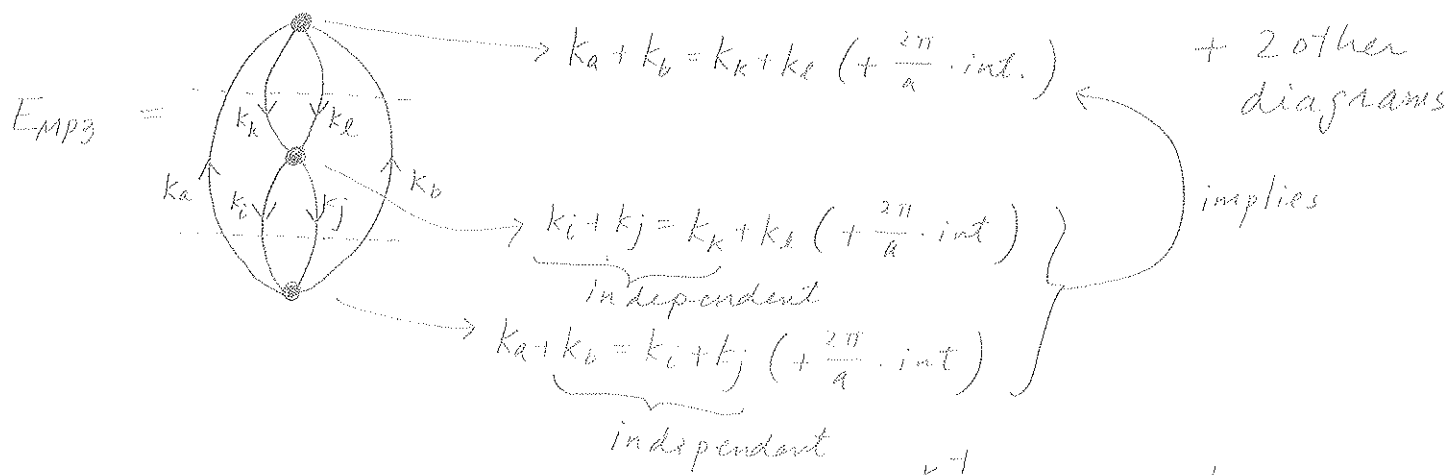 k_a + k_b = k_k + k_l (+ 2π/a · int.)
+ 2 other
diagrams
E_MP3 =
k_k k_l
k_a k_b
k_i k_j
implies
k_i + k_j = k_k + k_l (+ 2π/a · int)
independent
k_a + k_b = k_i + k_j (+ 2π/a · int)
independent